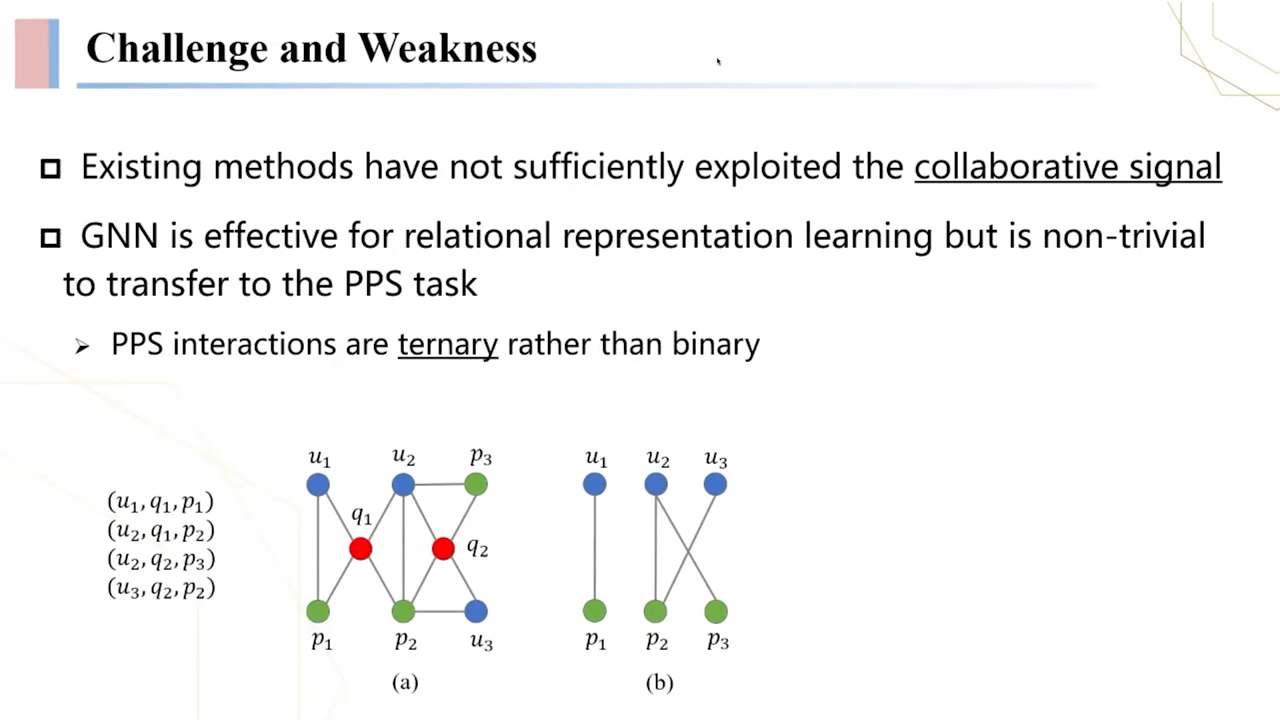 Challenge and Weakness
Existing methods have not sufficiently exploited the collaborative signal
GNN is effective for relational representation learning but is non-trivial
to transfer to the PPS task
PPS interactions are ternary rather than binary
(u₁, q₁, p₁)
(u₂, q₁, p₂)
(u₂, q₂, p₃)
(u₃, q₂, p₂)
u₁ u₂ p₃
q₁
q₂
p₁ p₂ u₃
(a)
u₁ u₂ u₃
p₁ p₂ p₃
(b)